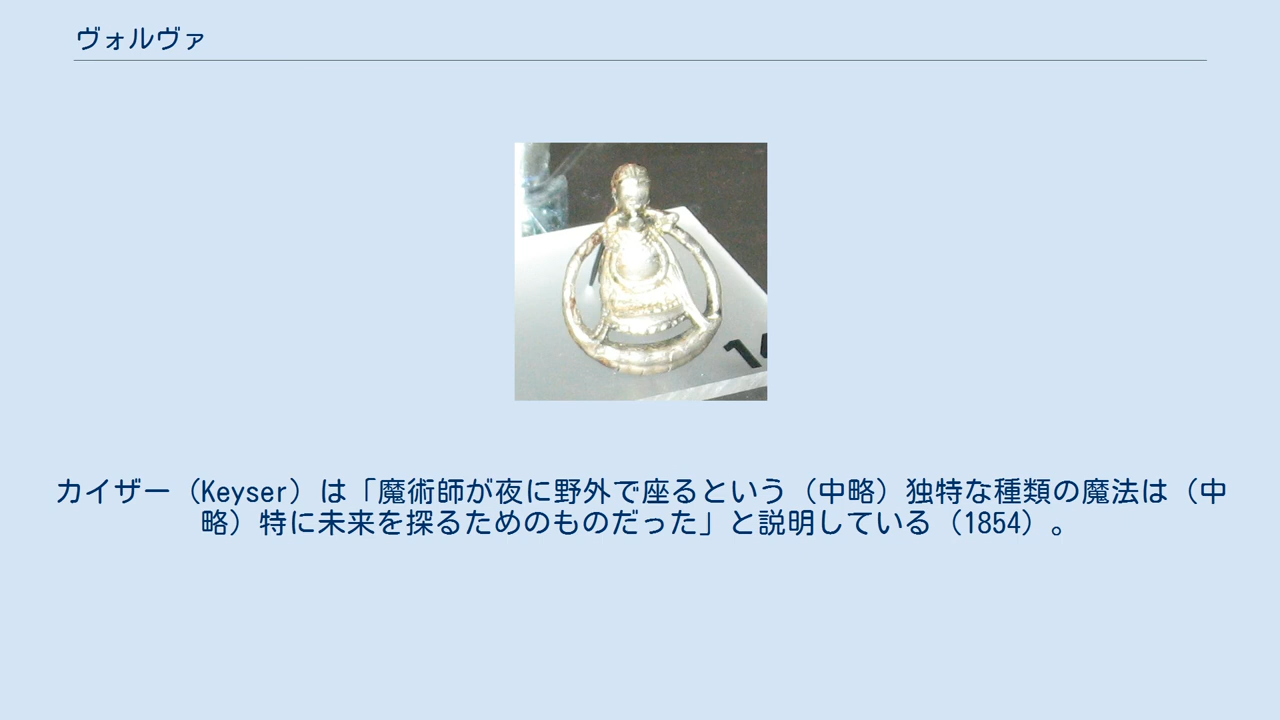 ヴォルヴァ
14
カイザー（Keyser）は「魔術師が夜に野外で座るという（中略）独特な種類の魔法は（中
略）特に未来を探るためのものだった」と説明している（1854）。